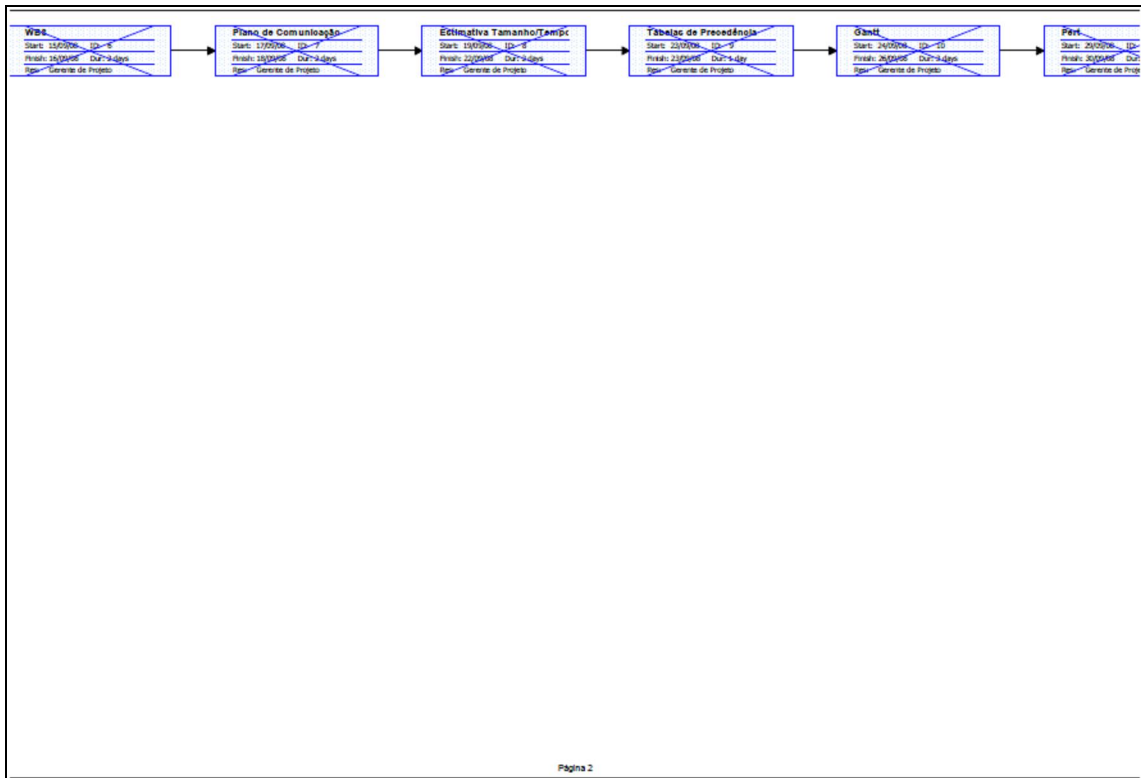 WBS
Start: 15/09/08 ID: 6
Finish: 16/09/08 Dur: 2 days
Res: Gerente de Projeto
Plano de Comunicação
Start: 17/09/08 ID: 7
Finish: 18/09/08 Dur: 2 days
Res: Gerente de Projeto
Estimativa Tamanho/Tempo
Start: 19/09/08 ID: 8
Finish: 22/09/08 Dur: 2 days
Res: Gerente de Projeto
Tabelas de Precedência
Start: 23/09/08 ID: 9
Finish: 23/09/08 Dur: 1 day
Res: Gerente de Projeto
Gantt
Start: 24/09/08 ID: 10
Finish: 26/09/08 Dur: 3 days
Res: Gerente de Projeto
Pert
Start: 29/09/08 ID:
Finish: 30/09/08 Dur:
Res: Gerente de Proje
Página 2